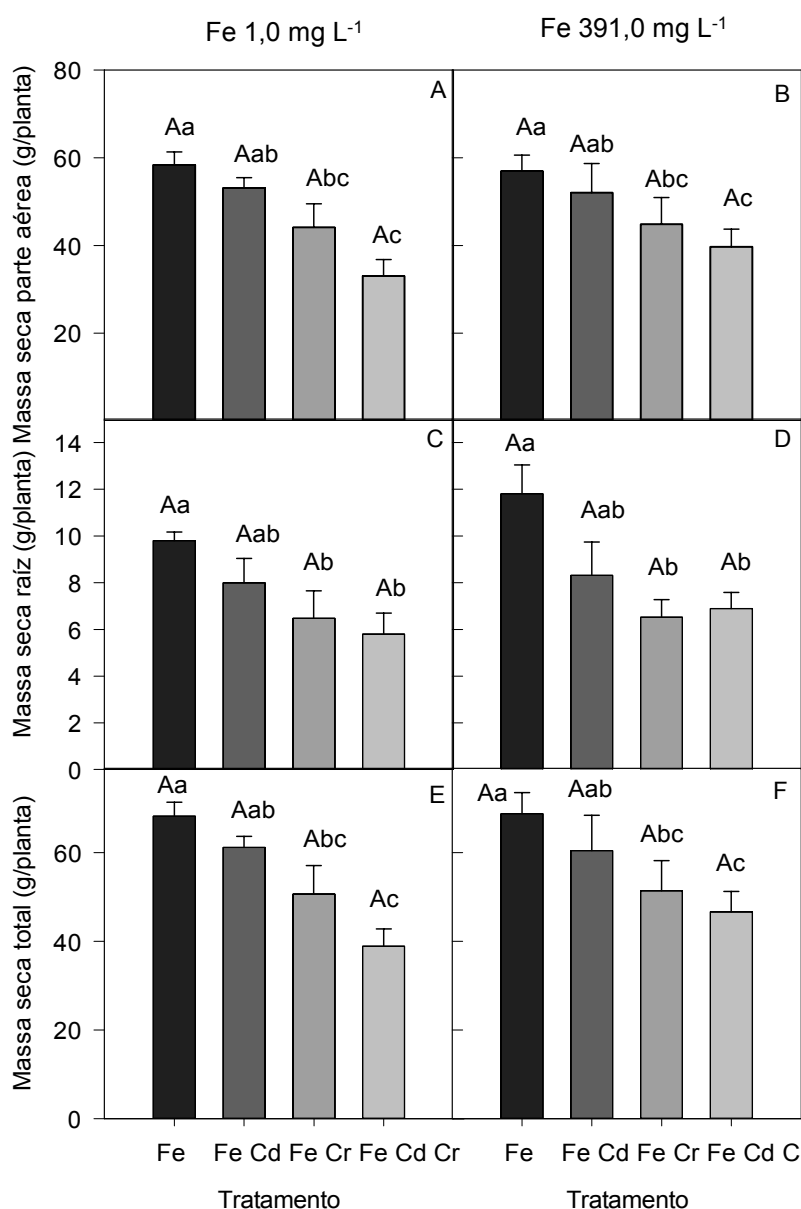 Fe 1,0 mg L-1
Fe 391,0 mg L-1
Massa seca parte aérea (g/planta)
80
60
40
20
A
Aa
Aab
Abc
Ac
B
Aa
Aab
Abc
Ac
Massa seca raíz (g/planta)
14
12
10
8
6
4
2
0
C
Aa
Aab
Ab
Ab
D
Aa
Aab
Ab
Ab
Massa seca total (g/planta)
60
40
20
0
E
Aa
Aab
Abc
Ac
F
Aa
Aab
Abc
Ac
Fe Fe Cd Fe Cr Fe Cd Cr
Fe Fe Cd Fe Cr Fe Cd C
Tratamento
Tratamento